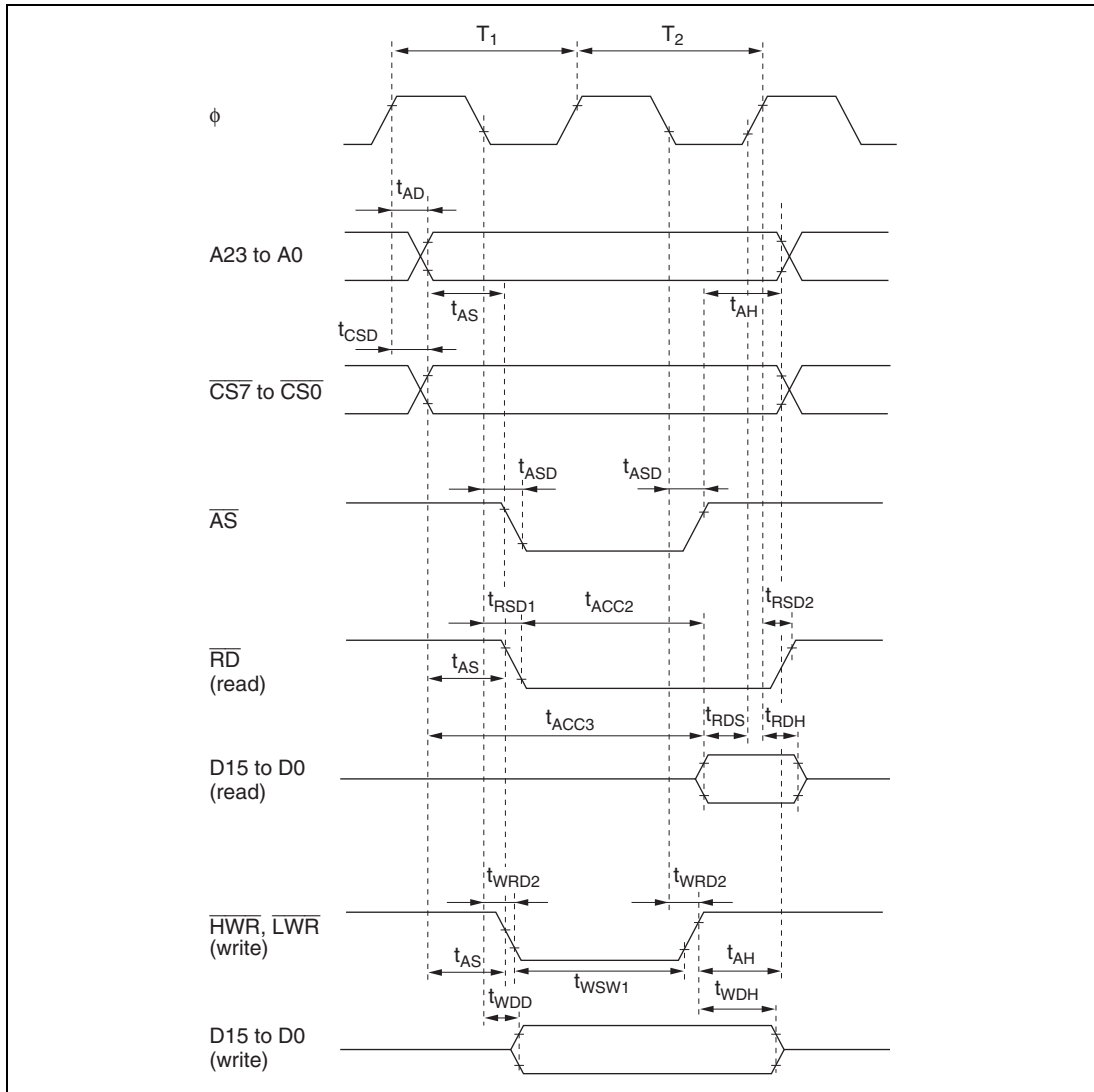 T1 T2
φ
tAD
A23 to A0
tAS tAH
tCSD
CS7 to CS0
tASD tASD
AS
tRSD1 tACC2 tRSD2
RD
(read)
tAS
tACC3 tRDS tRDH
D15 to D0
(read)
tWRD2 tWRD2
HWR, LWR
(write)
tAS tWSW1 tAH
tWDD tWDH
D15 to D0
(write)